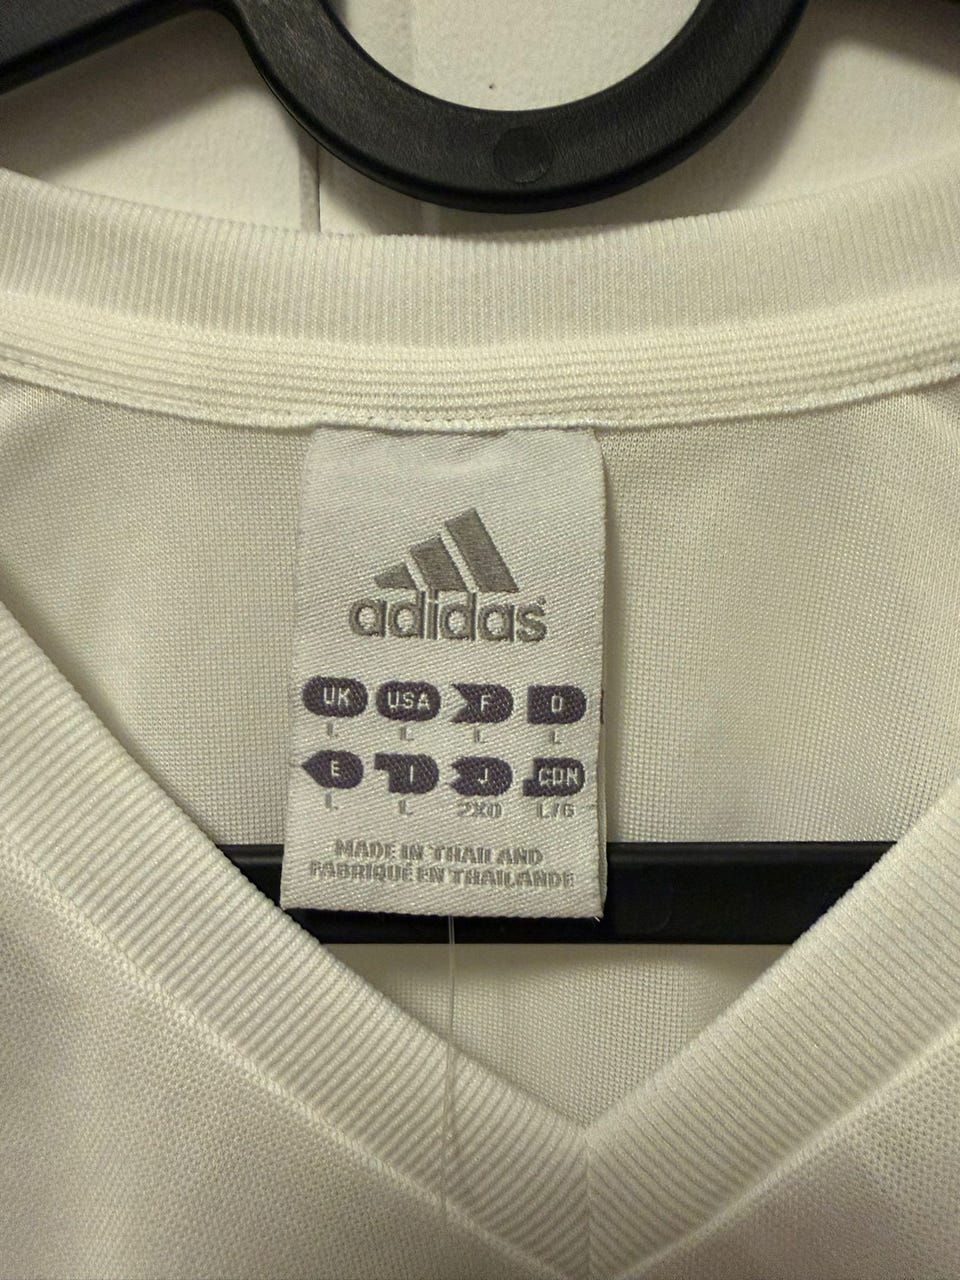 adidas
UK USA F D
L L L L
E I J CDN
L L 2XO L/G
MADE IN THAILAND
FABRIQUÉ EN THAILANDE